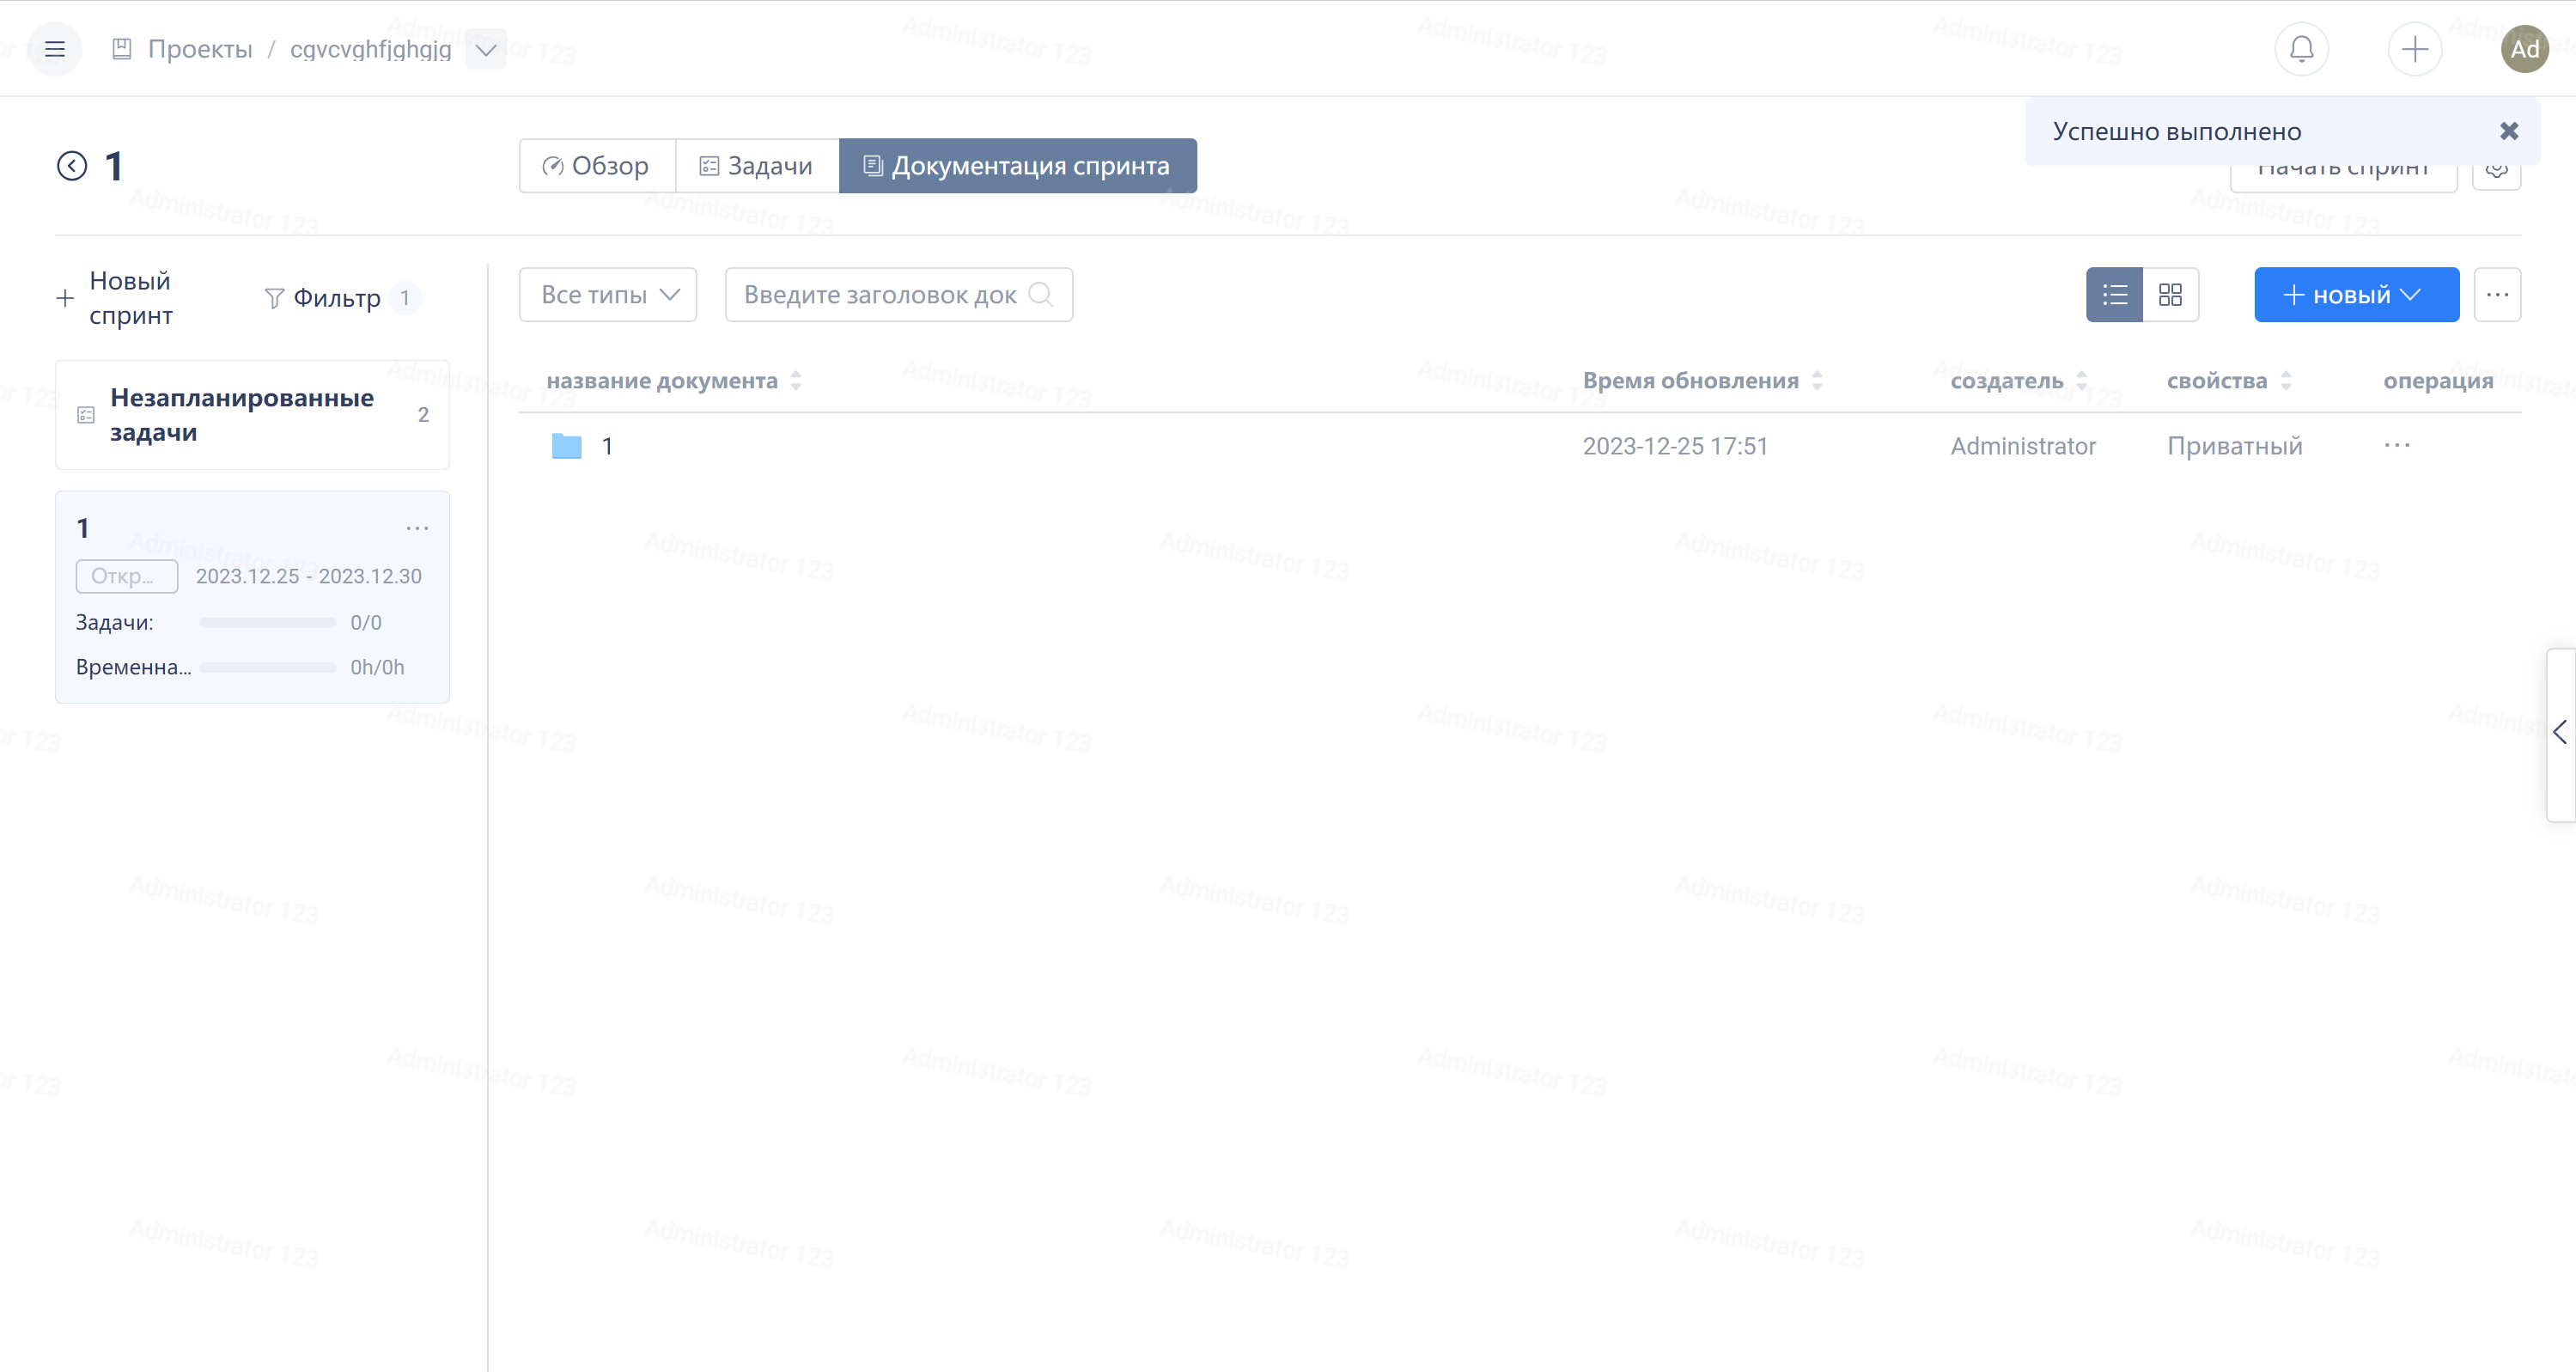 Проекты / cgvcvghfjghgjg
Ad
Успешно выполнено
1
Обзор
Задачи
Документация спринта
Начать спринт
Новый
спринт
Фильтр 1
Все типы
Введите заголовок док
новый
название документа
Время обновления
создатель
свойства
операция
Незапланированные
задачи
2
1
2023-12-25 17:51
Administrator
Приватный
1
Откр...
2023.12.25 - 2023.12.30
Задачи:
0/0
Временна...
0h/0h
Administrator 123